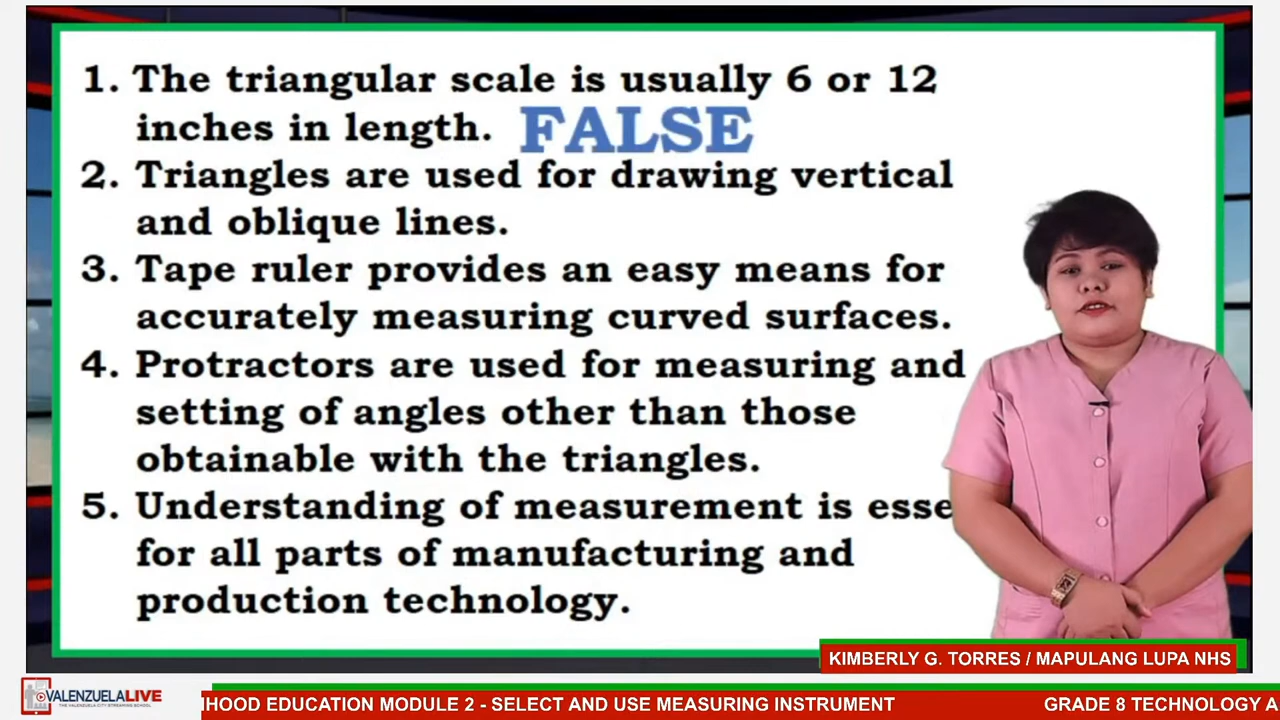 1. The triangular scale is usually 6 or 12
inches in length. FALSE
2. Triangles are used for drawing vertical
and oblique lines.
3. Tape ruler provides an easy means for
accurately measuring curved surfaces.
4. Protractors are used for measuring and
setting of angles other than those
obtainable with the triangles.
5. Understanding of measurement is esse
for all parts of manufacturing and
production technology.
KIMBERLY G. TORRES / MAPULANG LUPA NHS
VALENZUELALIVE
THE VALENZUELA CITY STREAMING SCHOOL
IHOOD EDUCATION MODULE 2 - SELECT AND USE MEASURING INSTRUMENT GRADE 8 TECHNOLOGY A